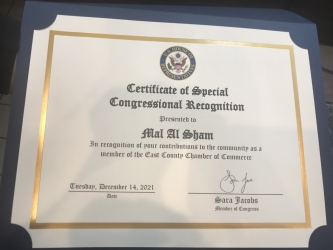 Certificate of Special
Congressional Recognition
Presented to
Mal Al Sham
In recognition of your contributions to the community as a
member of the East County Chamber of Commerce
Tuesday, December 14, 2021
Date
Sara Jacobs
Member of Congress